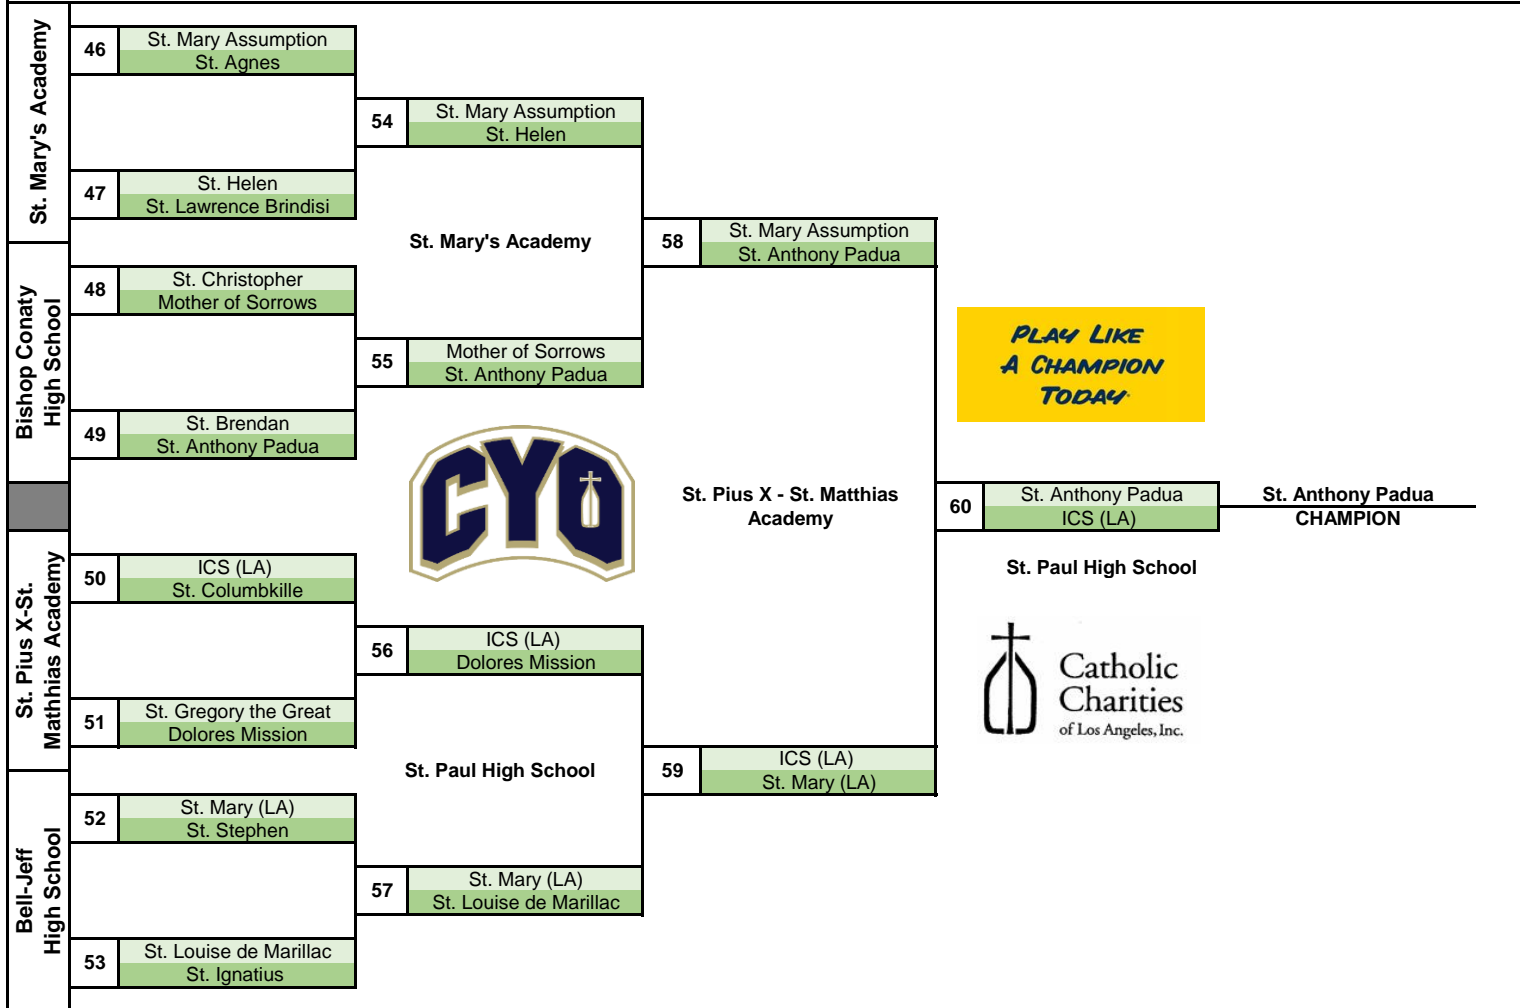 St. Mary's Academy
46
St. Mary Assumption
St. Agnes
47
St. Helen
St. Lawrence Brindisi
Bishop Conaty
High School
48
St. Christopher
Mother of Sorrows
49
St. Brendan
St. Anthony Padua
St. Pius X-St.
Mathhias Academy
50
ICS (LA)
St. Columbkille
51
St. Gregory the Great
Dolores Mission
Bell-Jeff
High School
52
St. Mary (LA)
St. Stephen
53
St. Louise de Marillac
St. Ignatius
54
St. Mary Assumption
St. Helen
St. Mary's Academy
55
Mother of Sorrows
St. Anthony Padua
CYO
56
ICS (LA)
Dolores Mission
St. Paul High School
57
St. Mary (LA)
St. Louise de Marillac
58
St. Mary Assumption
St. Anthony Padua
St. Pius X - St. Matthias
Academy
59
ICS (LA)
St. Mary (LA)
PLAY LIKE
A CHAMPION
TODAY
60
St. Anthony Padua
ICS (LA)
St. Paul High School
St. Anthony Padua
CHAMPION
Catholic
Charities
of Los Angeles, Inc.